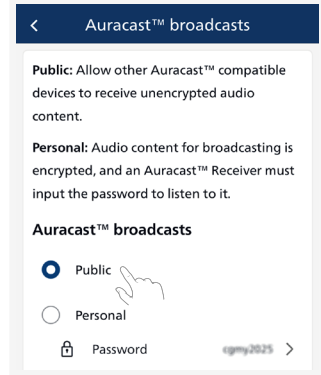 Auracast™ broadcasts
Public: Allow other Auracast™ compatible
devices to receive unencrypted audio
content.
Personal: Audio content for broadcasting is
encrypted, and an Auracast™ Receiver must
input the password to listen to it.
Auracast™ broadcasts
Public
Personal
Password